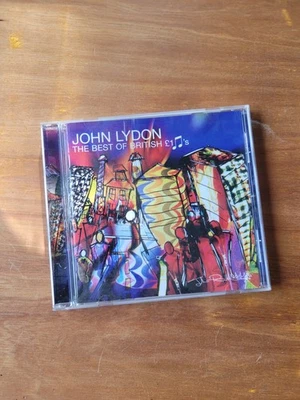 JOHN LYDON
THE BEST OF BRITISH £1♫'s